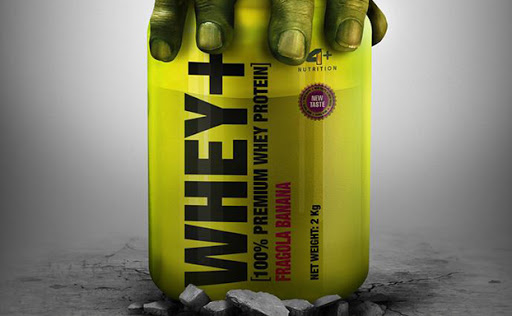 4+
NUTRITION
NEW
TASTE
WHEY+
[100% PREMIUM WHEY PROTEIN]
FRAGOLA BANANA
NET WEIGHT: 2 Kg